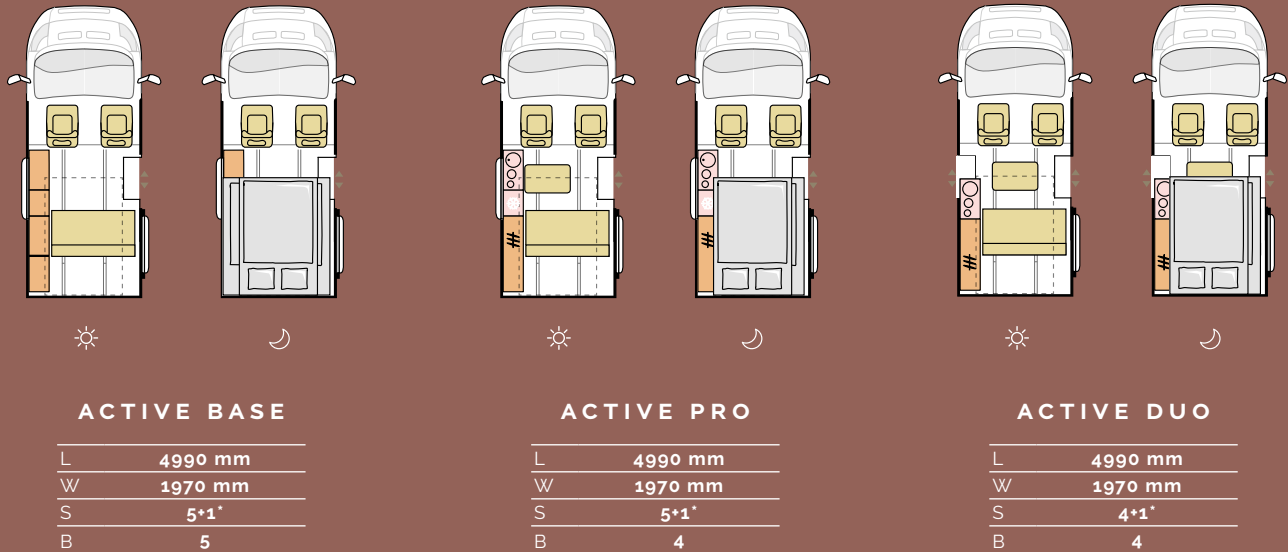 ACTIVE BASE
L 4990 mm
W 1970 mm
S 5+1*
B 5
ACTIVE PRO
L 4990 mm
W 1970 mm
S 5+1*
B 4
ACTIVE DUO
L 4990 mm
W 1970 mm
S 4+1*
B 4